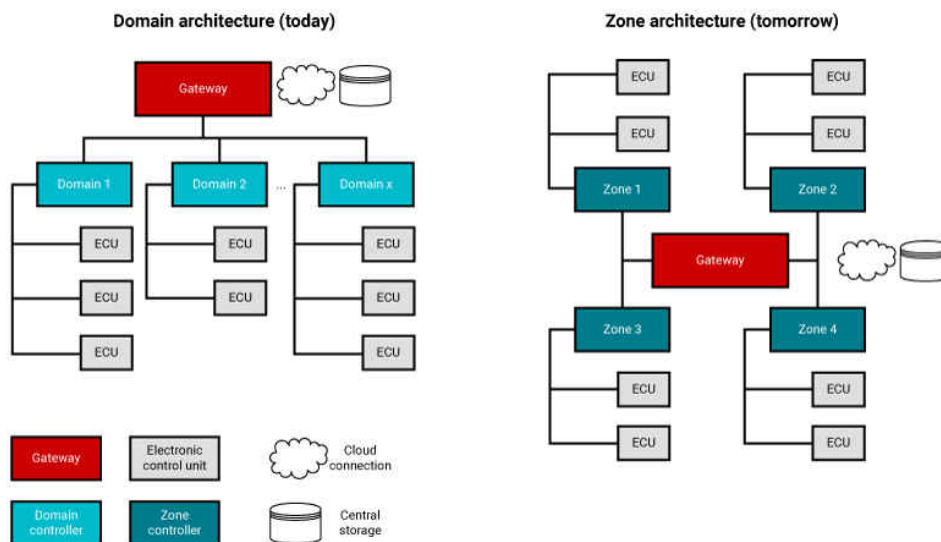 Domain architecture (today)
Gateway
Domain 1
Domain 2
...
Domain x
ECU
ECU
ECU
ECU
ECU
ECU
ECU
ECU
Zone architecture (tomorrow)
ECU
ECU
ECU
ECU
Zone 1
Zone 2
Gateway
Zone 3
Zone 4
ECU
ECU
ECU
ECU
Gateway
Electronic
control unit
Cloud
connection
Domain
controller
Zone
controller
Central
storage